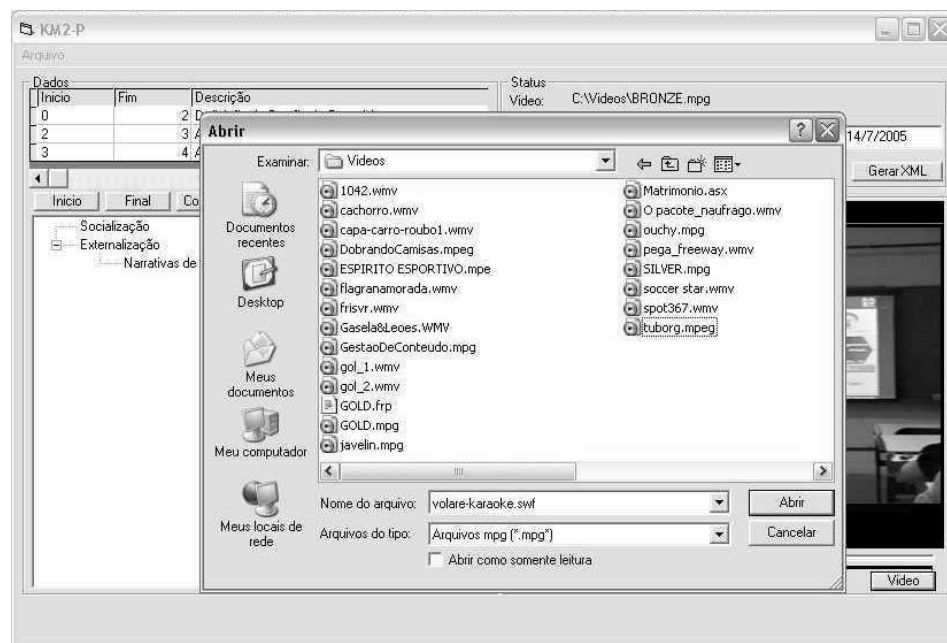 KM2-P
Arquivo
Dados
Inicio Fim Descrição
0 2
2 3 A
3 4 A
Status
Video: C:\Videos\BRONZE.mpg
14/7/2005
Gerar XML
Inicio Final Co
Socialização
Externalização
Narrativas de
Abrir
Examinar: Videos
Documentos recentes
Desktop
Meus documentos
Meu computador
Meus locais de rede
1042.wmv
cachorro.wmv
capa-carro-roubo1.wmv
DobrandoCamisas.mpeg
ESPIRITO ESPORTIVO.mpe
flagranamorada.wmv
frisvr.wmv
Gasela&Leoes.WMV
GestaoDeConteudo.mpg
gol_1.wmv
gol_2.wmv
GOLD.frp
GOLD.mpg
javelin.mpg
Matrimonio.asx
O pacote_naufrago.wmv
ouchy.mpg
pega_freeway.wmv
SILVER.mpg
soccer star.wmv
spot367.wmv
tuborg.mpeg
Nome do arquivo: volare-karaoke.swf Abrir
Arquivos do tipo: Arquivos mpg (*.mpg*) Cancelar
Abrir como somente leitura
Video